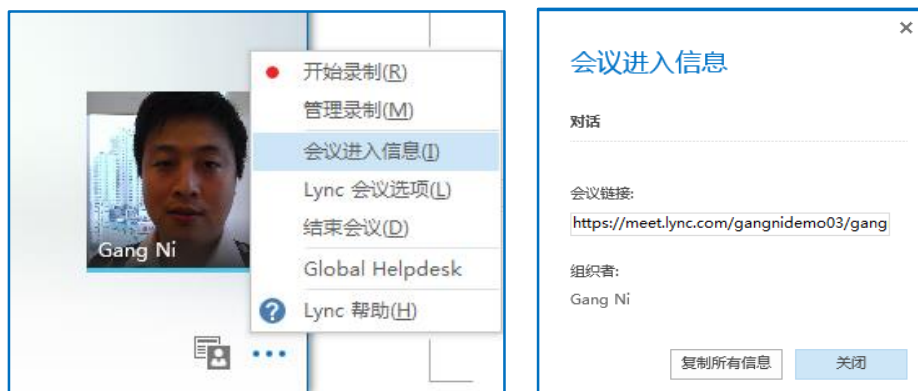 开始录制(R)
管理录制(M)
会议进入信息(I)
Lync 会议选项(L)
结束会议(D)
Global Helpdesk
? Lync 帮助(H)
Gang Ni
×
会议进入信息
对话
会议链接:
https://meet.lync.com/gangnidemo03/gang
组织者:
Gang Ni
复制所有信息 关闭